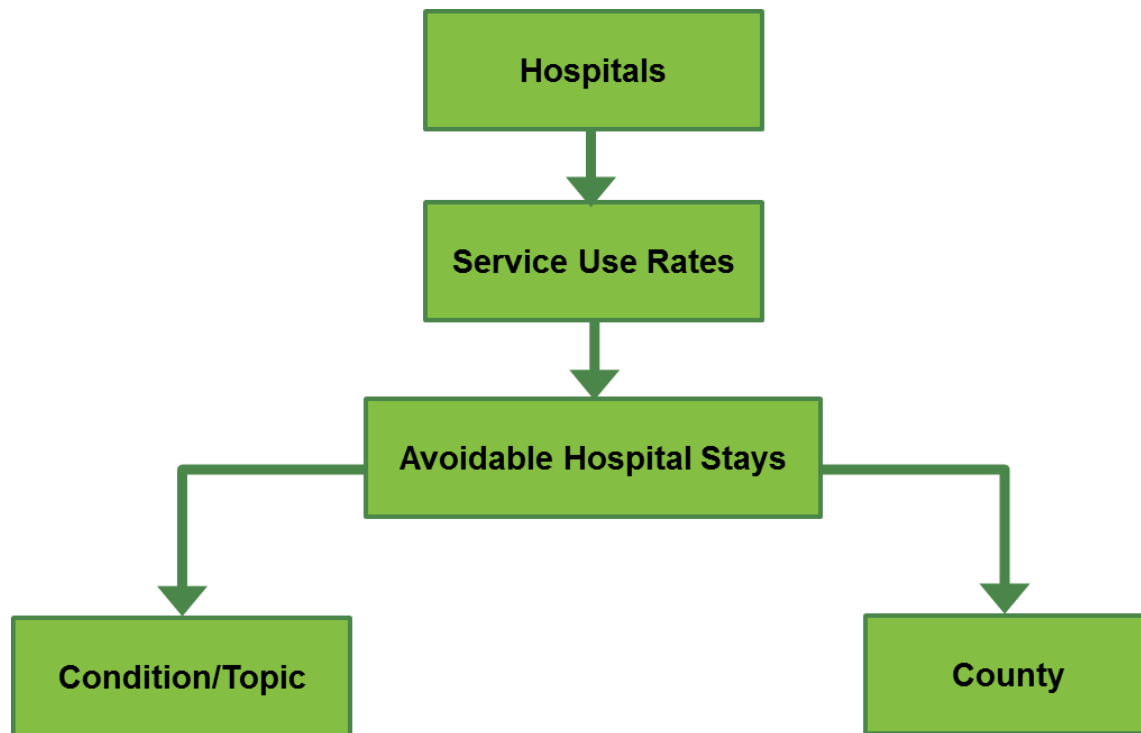 Hospitals
Service Use Rates
Avoidable Hospital Stays
Condition/Topic
County